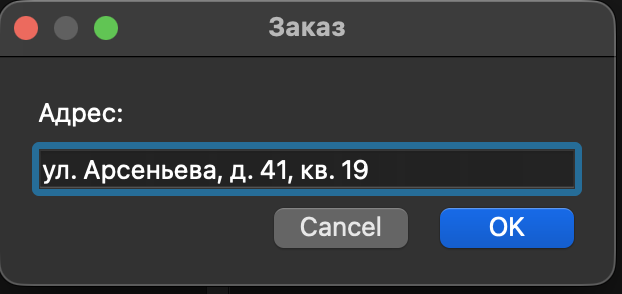 Заказ
Адрес:
ул. Арсеньева, д. 41, кв. 19
Cancel OK